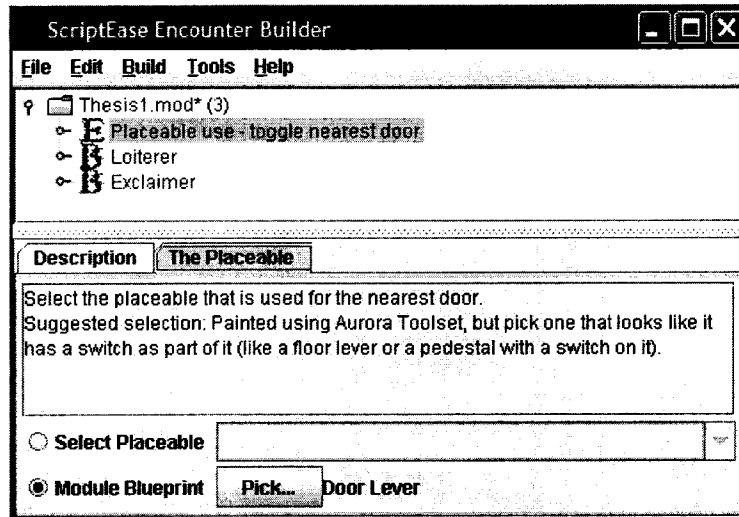 ScriptEase Encounter Builder
File Edit Build Tools Help
Thesis1.mod* (3)
E Placeable use - toggle nearest door
B Loiterer
B Exclaimer
Description The Placeable
Select the placeable that is used for the nearest door.
Suggested selection: Painted using Aurora Toolset, but pick one that looks like it
has a switch as part of it (like a floor lever or a pedestal with a switch on it).
Select Placeable
Module Blueprint Pick... Door Lever